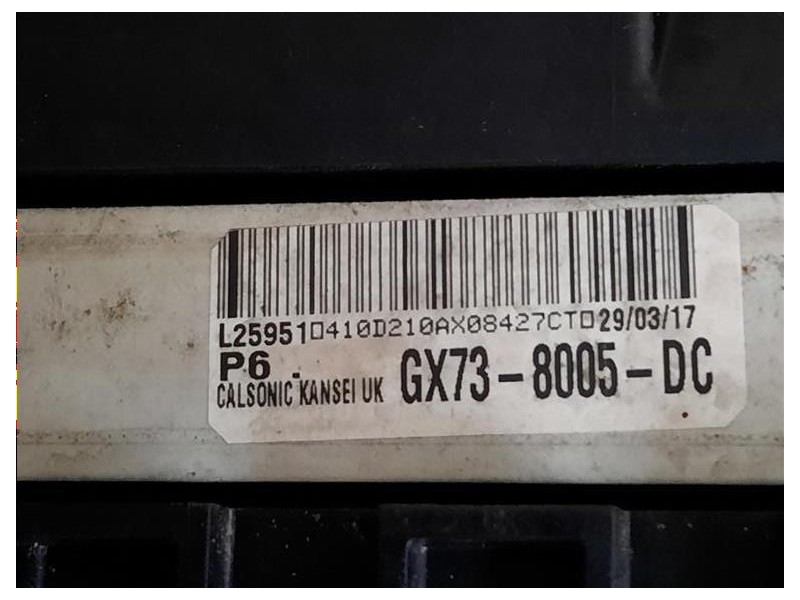 L25951□410D210AX08427CT□29/03/17
P6 -
CALSONIC KANSEI UK GX73-8005-DC